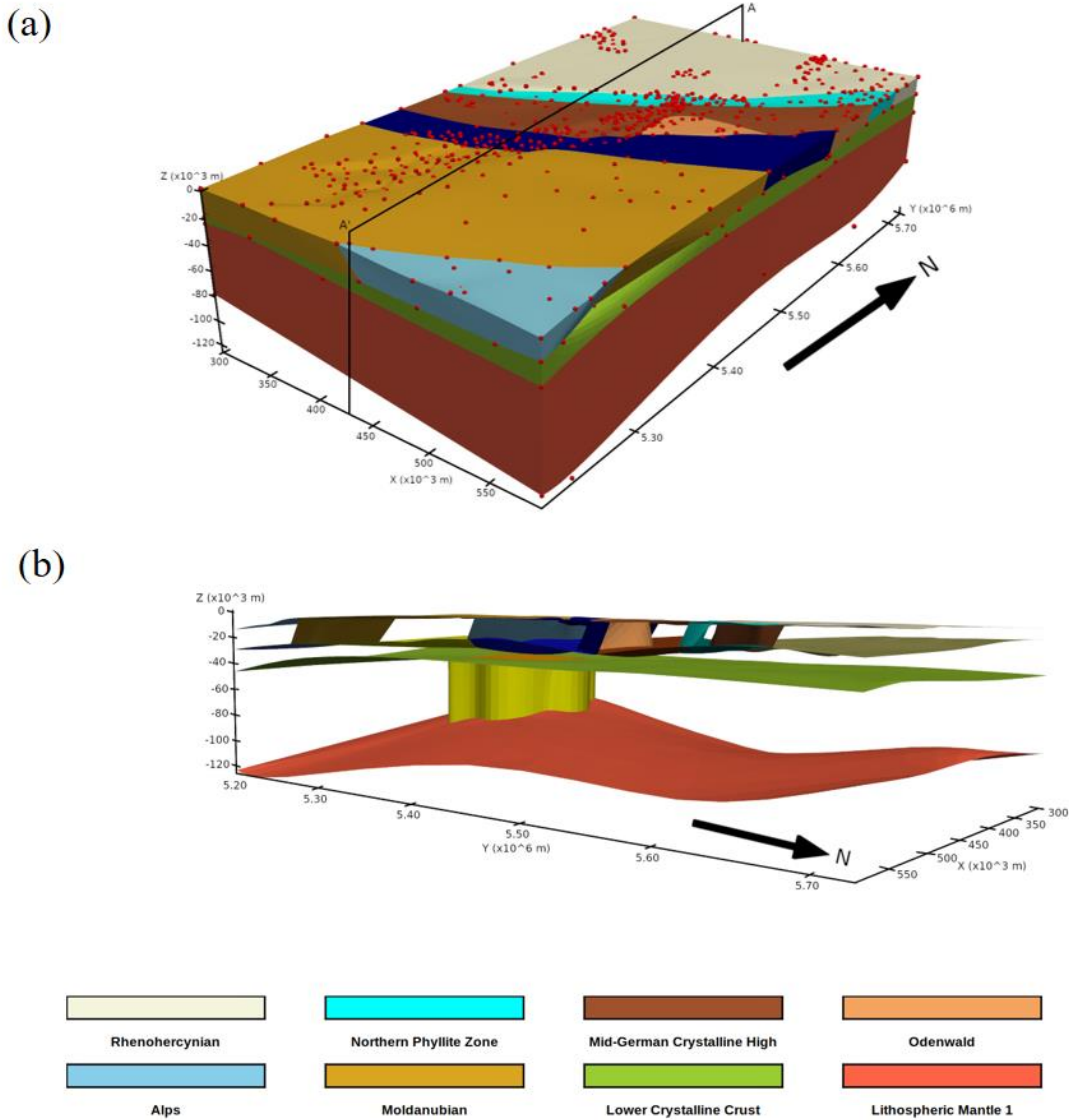 (a)
A
Z (x10^3 m)
0
-20
-40
-60
-80
-100
-120
A'
Y (x10^6 m)
5.70
5.60
5.50
5.40
5.30
N
300
350
400
450
500
550
X (x10^3 m)
(b)
Z (x10^3 m)
0
-20
-40
-60
-80
-100
-120
5.20
5.30
5.40
5.50
5.60
5.70
Y (x10^6 m)
N
300
350
400
450
500
550
X (x10^3 m)
Rhenohercynian Northern Phyllite Zone Mid-German Crystalline High Odenwald
Alps Moldanubian Lower Crystalline Crust Lithospheric Mantle 1